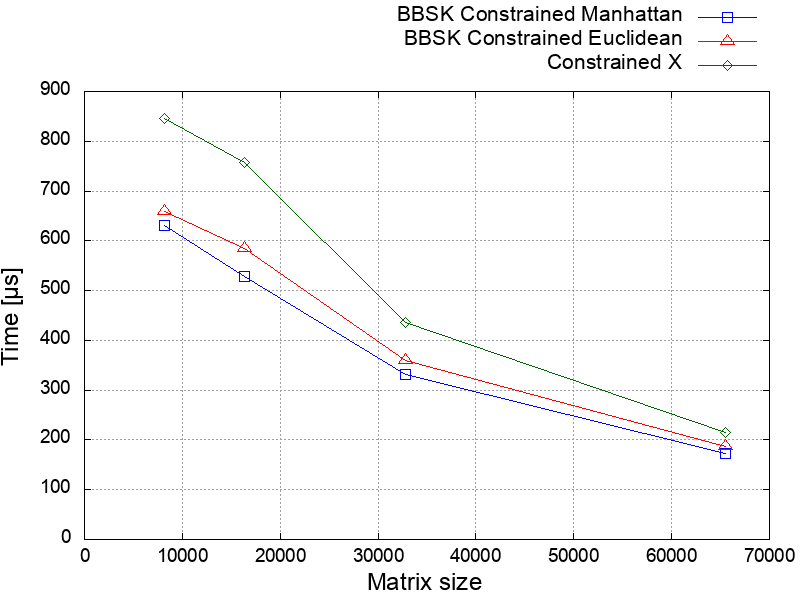 BBSK Constrained Manhattan
BBSK Constrained Euclidean
Constrained X
900
800
700
600
500
400
300
200
100
0
Time [µs]
0 10000 20000 30000 40000 50000 60000 70000
Matrix size